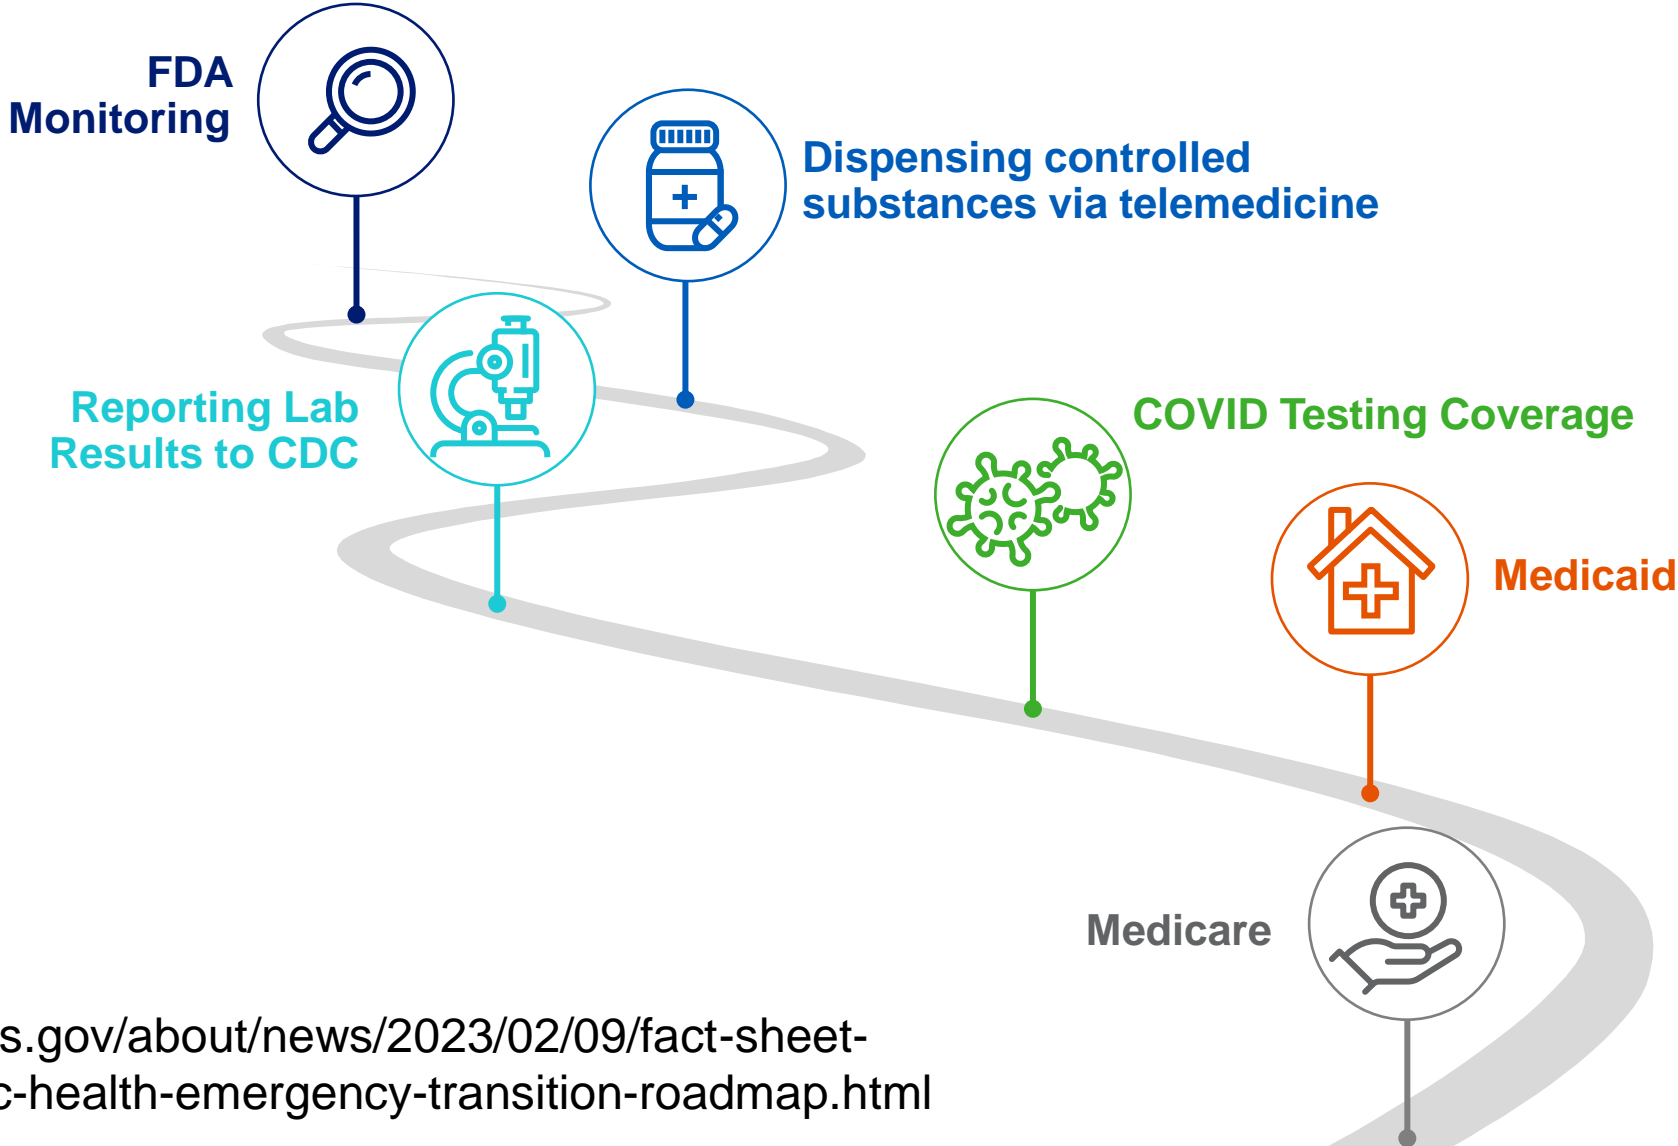 FDA
Monitoring
Dispensing controlled
substances via telemedicine
Reporting Lab
Results to CDC
COVID Testing Coverage
Medicaid
Medicare
s.gov/about/news/2023/02/09/fact-sheet-
c-health-emergency-transition-roadmap.html